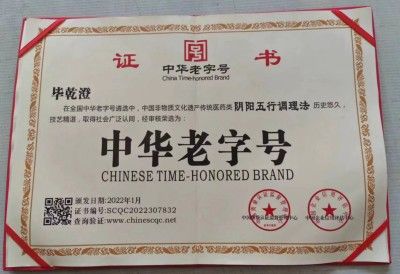 证 书
中华老字号
China Time-honored Brand
毕乾澄
在全国中华老字号遴选中，中国非物质文化遗产传统医药类 阴阳五行调理法 历史悠久，
技艺精湛，取得社会广泛认同，经审核荣选为：
中华老字号
CHINESE TIME-HONORED BRAND
颁发日期:2022年1月
证书编号:SCQC2022307832
查询验证:www.chinescqc.net